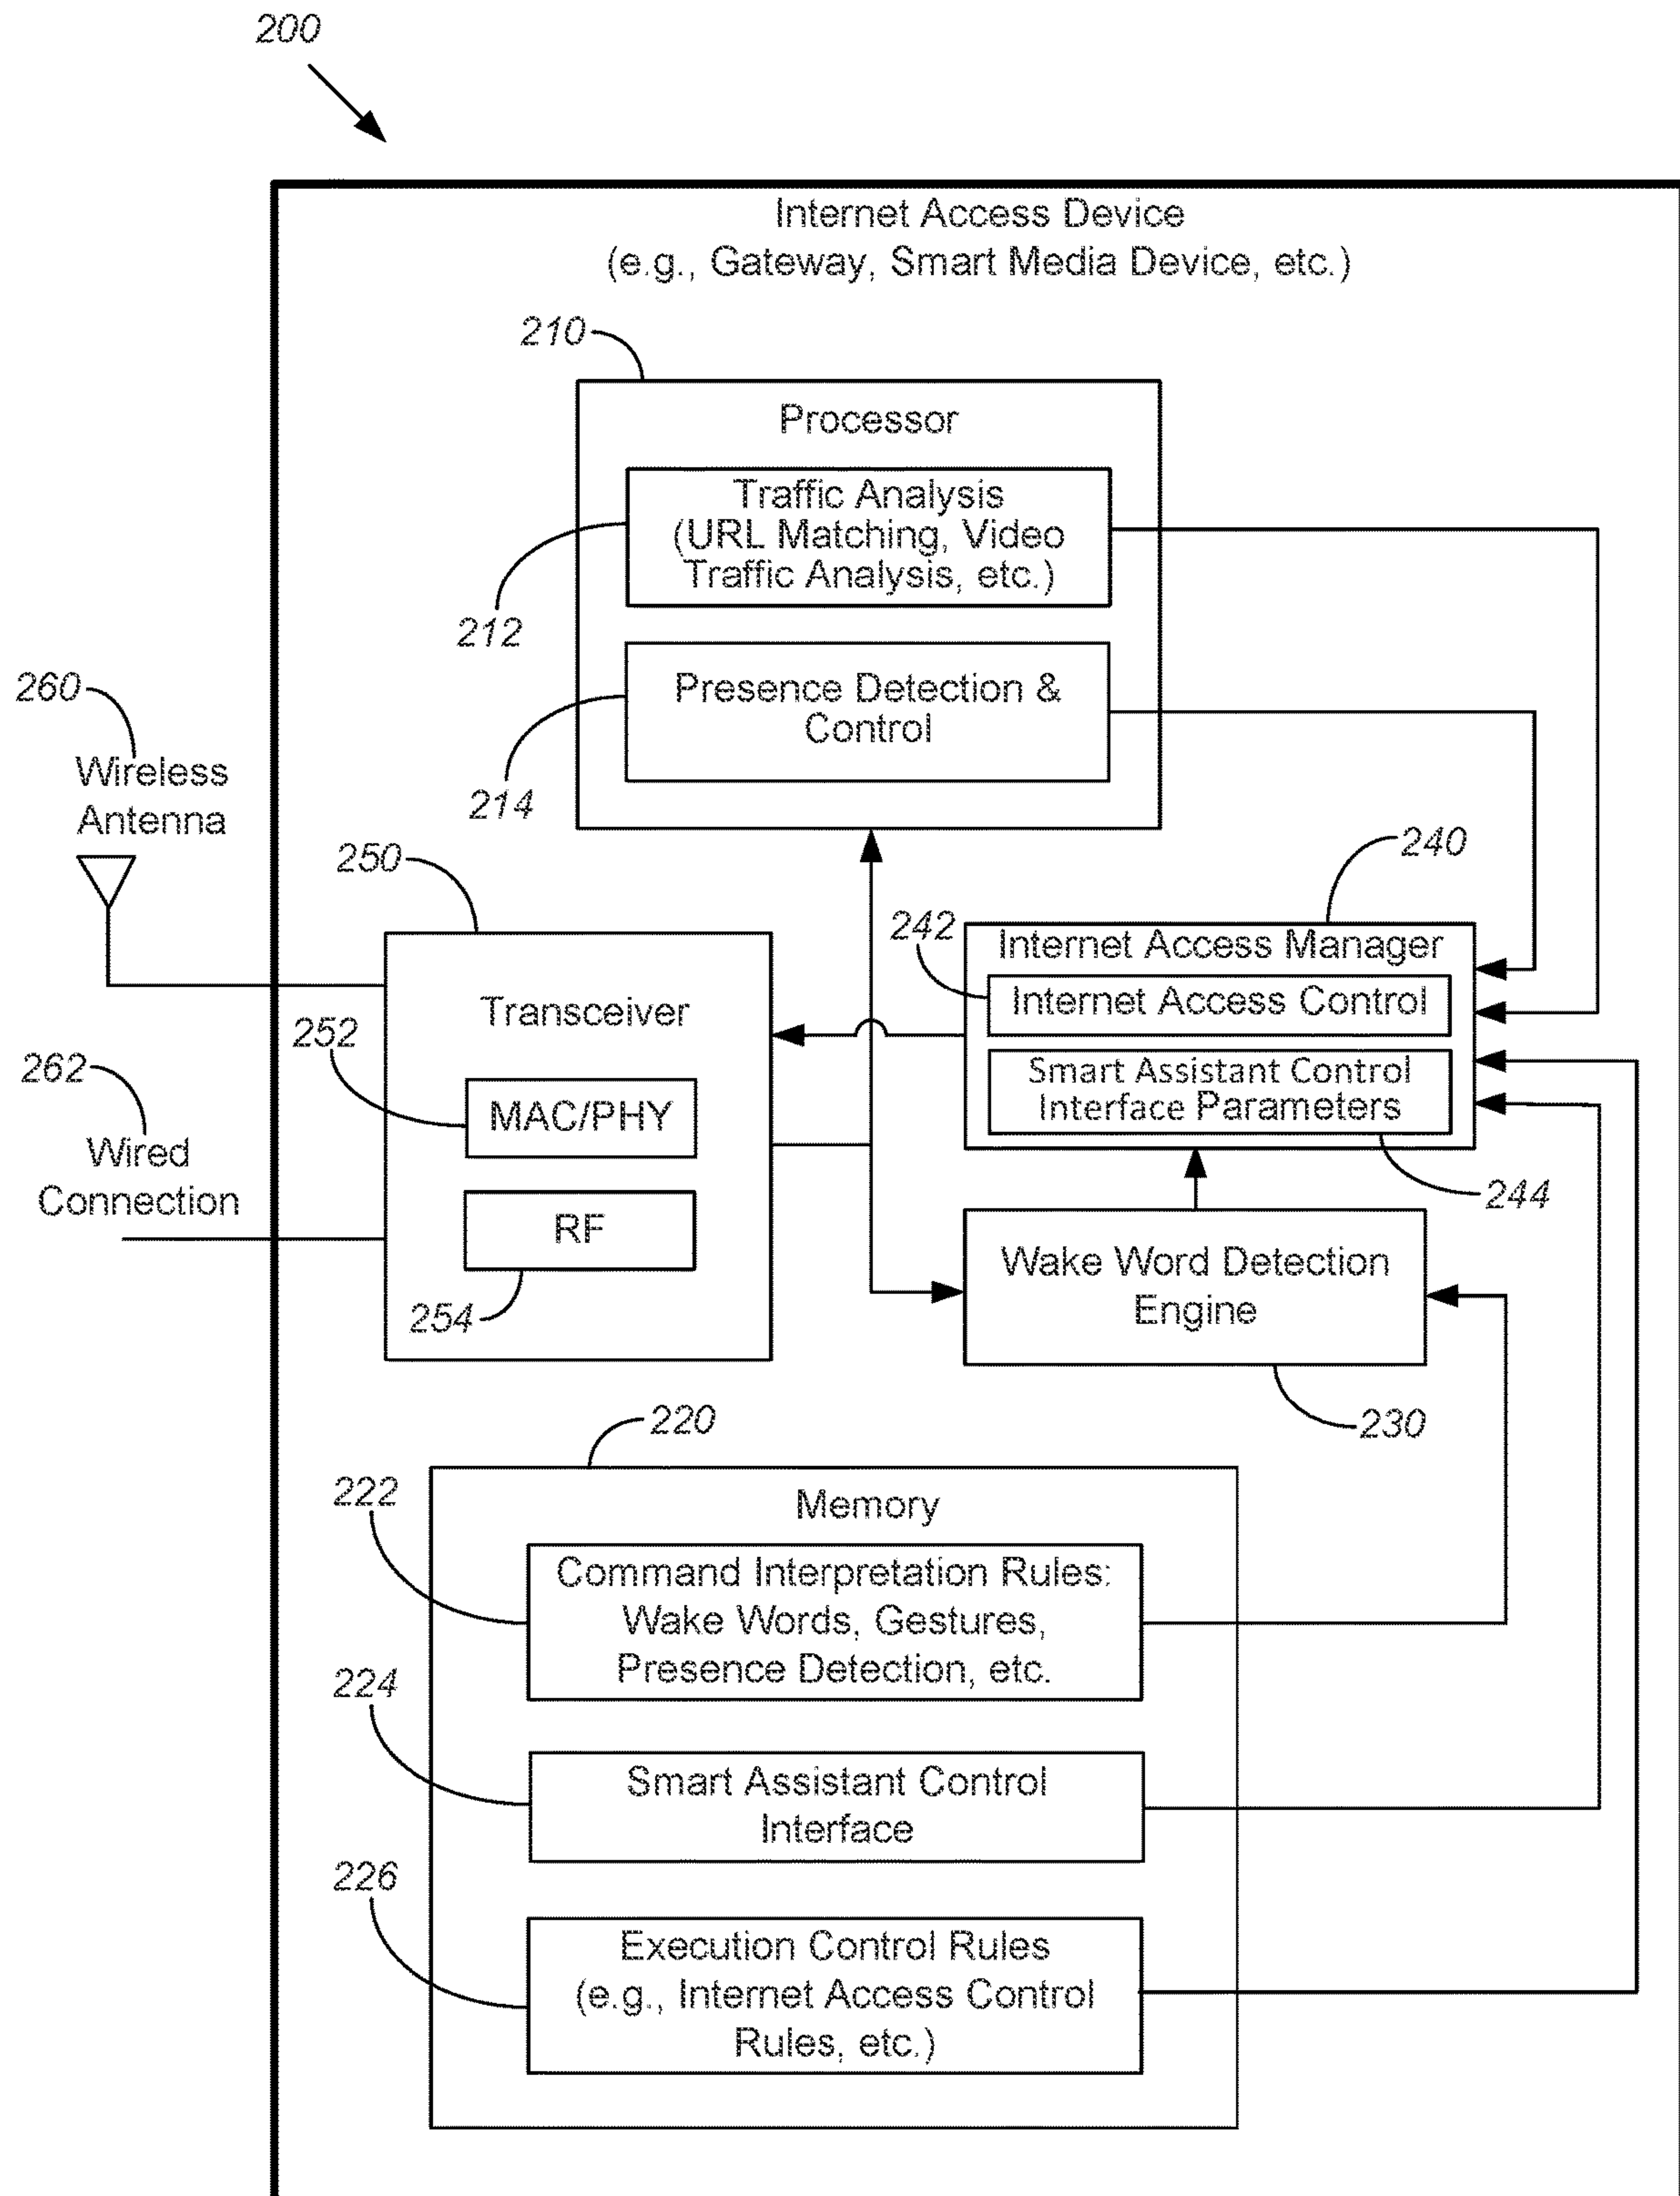 200
Internet Access Device
(e.g., Gateway, Smart Media Device, etc.)
210
Processor
Traffic Analysis
(URL Matching, Video
Traffic Analysis, etc.)
212
Presence Detection &
Control
214
260
Wireless
Antenna
250
Transceiver
252
MAC/PHY
RF
254
262
Wired
Connection
240
242
Internet Access Manager
Internet Access Control
Smart Assistant Control
Interface Parameters
244
Wake Word Detection
Engine
230
220
Memory
222
Command Interpretation Rules:
Wake Words, Gestures,
Presence Detection, etc.
224
Smart Assistant Control
Interface
226
Execution Control Rules
(e.g., Internet Access Control
Rules, etc.)